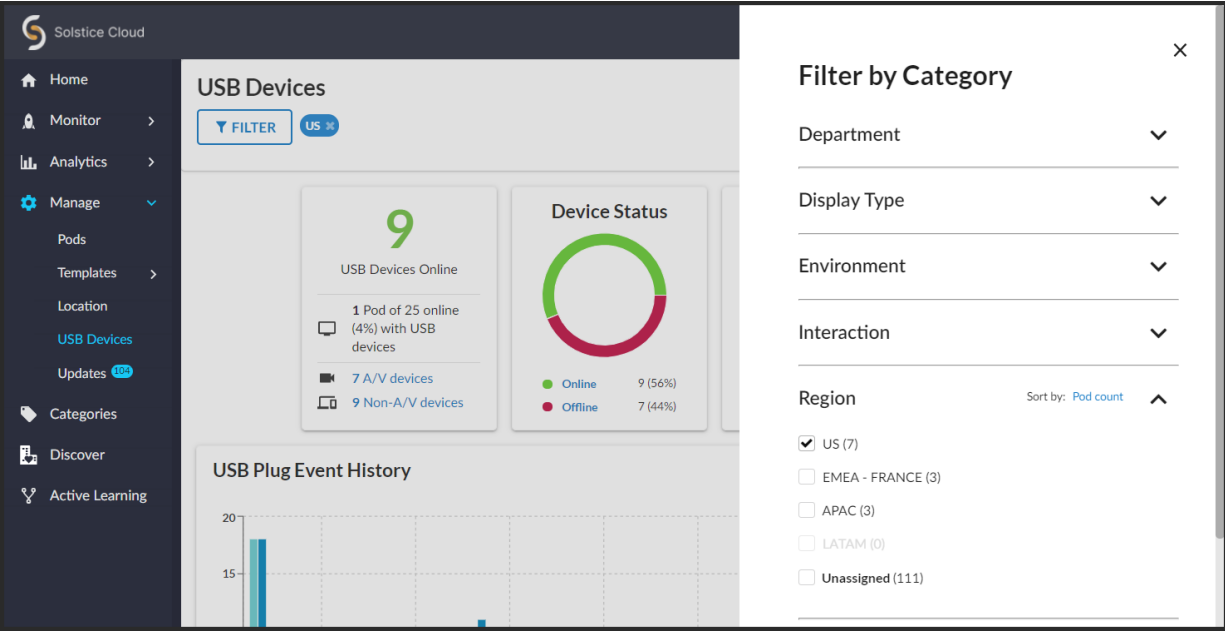 Solstice Cloud
Home
Monitor
Analytics
Manage
Pods
Templates
Location
USB Devices
Updates 104
Categories
Discover
Active Learning
USB Devices
FILTER
US
9
USB Devices Online
1 Pod of 25 online
(4%) with USB
devices
7 A/V devices
9 Non-A/V devices
Device Status
Online 9 (56%)
Offline 7 (44%)
USB Plug Event History
20
15
Filter by Category
Department
Display Type
Environment
Interaction
Region Sort by: Pod count
US (7)
EMEA - FRANCE (3)
APAC (3)
LATAM (0)
Unassigned (111)